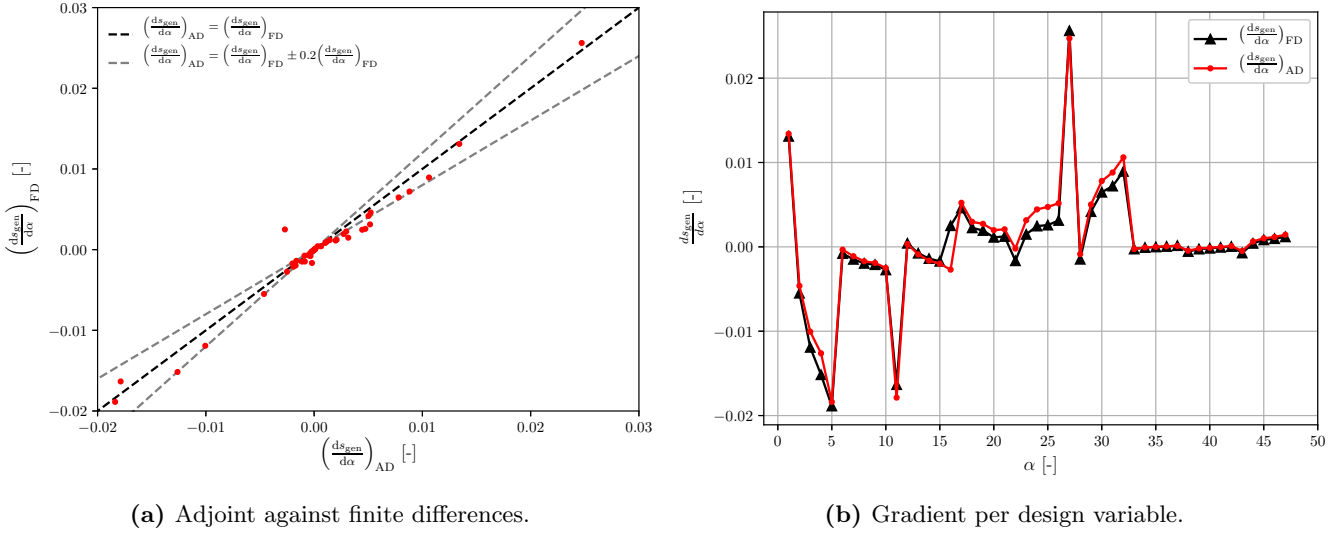 0.03
0.02
0.01
0.00
−0.01
−0.02
(ds_gen/dα)_FD [-]
(ds_gen/dα)_AD = (ds_gen/dα)_FD
(ds_gen/dα)_AD = (ds_gen/dα)_FD ± 0.2(ds_gen/dα)_FD
−0.02 −0.01 0.00 0.01 0.02 0.03
(ds_gen/dα)_AD [-]
(a) Adjoint against finite differences.
0.02
0.01
0.00
−0.01
−0.02
ds_gen/dα [-]
(ds_gen/dα)_FD
(ds_gen/dα)_AD
0 5 10 15 20 25 30 35 40 45 50
α [-]
(b) Gradient per design variable.